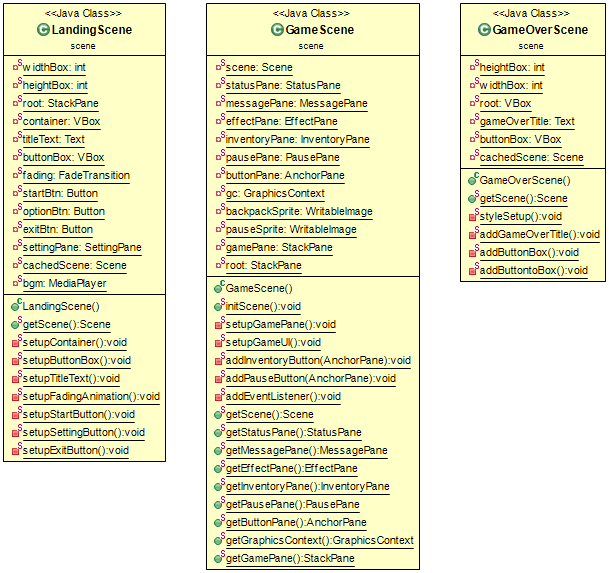 <<Java Class>>
LandingScene
scene
widthBox: int
heightBox: int
root: StackPane
container: VBox
titleText: Text
buttonBox: VBox
fading: FadeTransition
startBtn: Button
optionBtn: Button
exitBtn: Button
settingPane: SettingPane
cachedScene: Scene
bgm: MediaPlayer
LandingScene()
getScene():Scene
setupContainer():void
setupButtonBox():void
setupTitleText():void
setupFadingAnimation():void
setupStartButton():void
setupSettingButton():void
setupExitButton():void
<<Java Class>>
GameScene
scene
scene: Scene
statusPane: StatusPane
messagePane: MessagePane
effectPane: EffectPane
inventoryPane: InventoryPane
pausePane: PausePane
buttonPane: AnchorPane
gc: GraphicsContext
backpackSprite: WritableImage
pauseSprite: WritableImage
gamePane: StackPane
root: StackPane
GameScene()
initScene():void
setupGamePane():void
setupGameUI():void
addInventoryButton(AnchorPane):void
addPauseButton(AnchorPane):void
addEventListener():void
getScene():Scene
getStatusPane():StatusPane
getMessagePane():MessagePane
getEffectPane():EffectPane
getInventoryPane():InventoryPane
getPausePane():PausePane
getButtonPane():AnchorPane
getGraphicsContext():GraphicsContext
getGamePane():StackPane
<<Java Class>>
GameOverScene
scene
heightBox: int
widthBox: int
root: VBox
gameOverTitle: Text
buttonBox: VBox
cachedScene: Scene
GameOverScene()
getScene():Scene
styleSetup():void
addGameOverTitle():void
addButtonBox():void
addButtontoBox():void